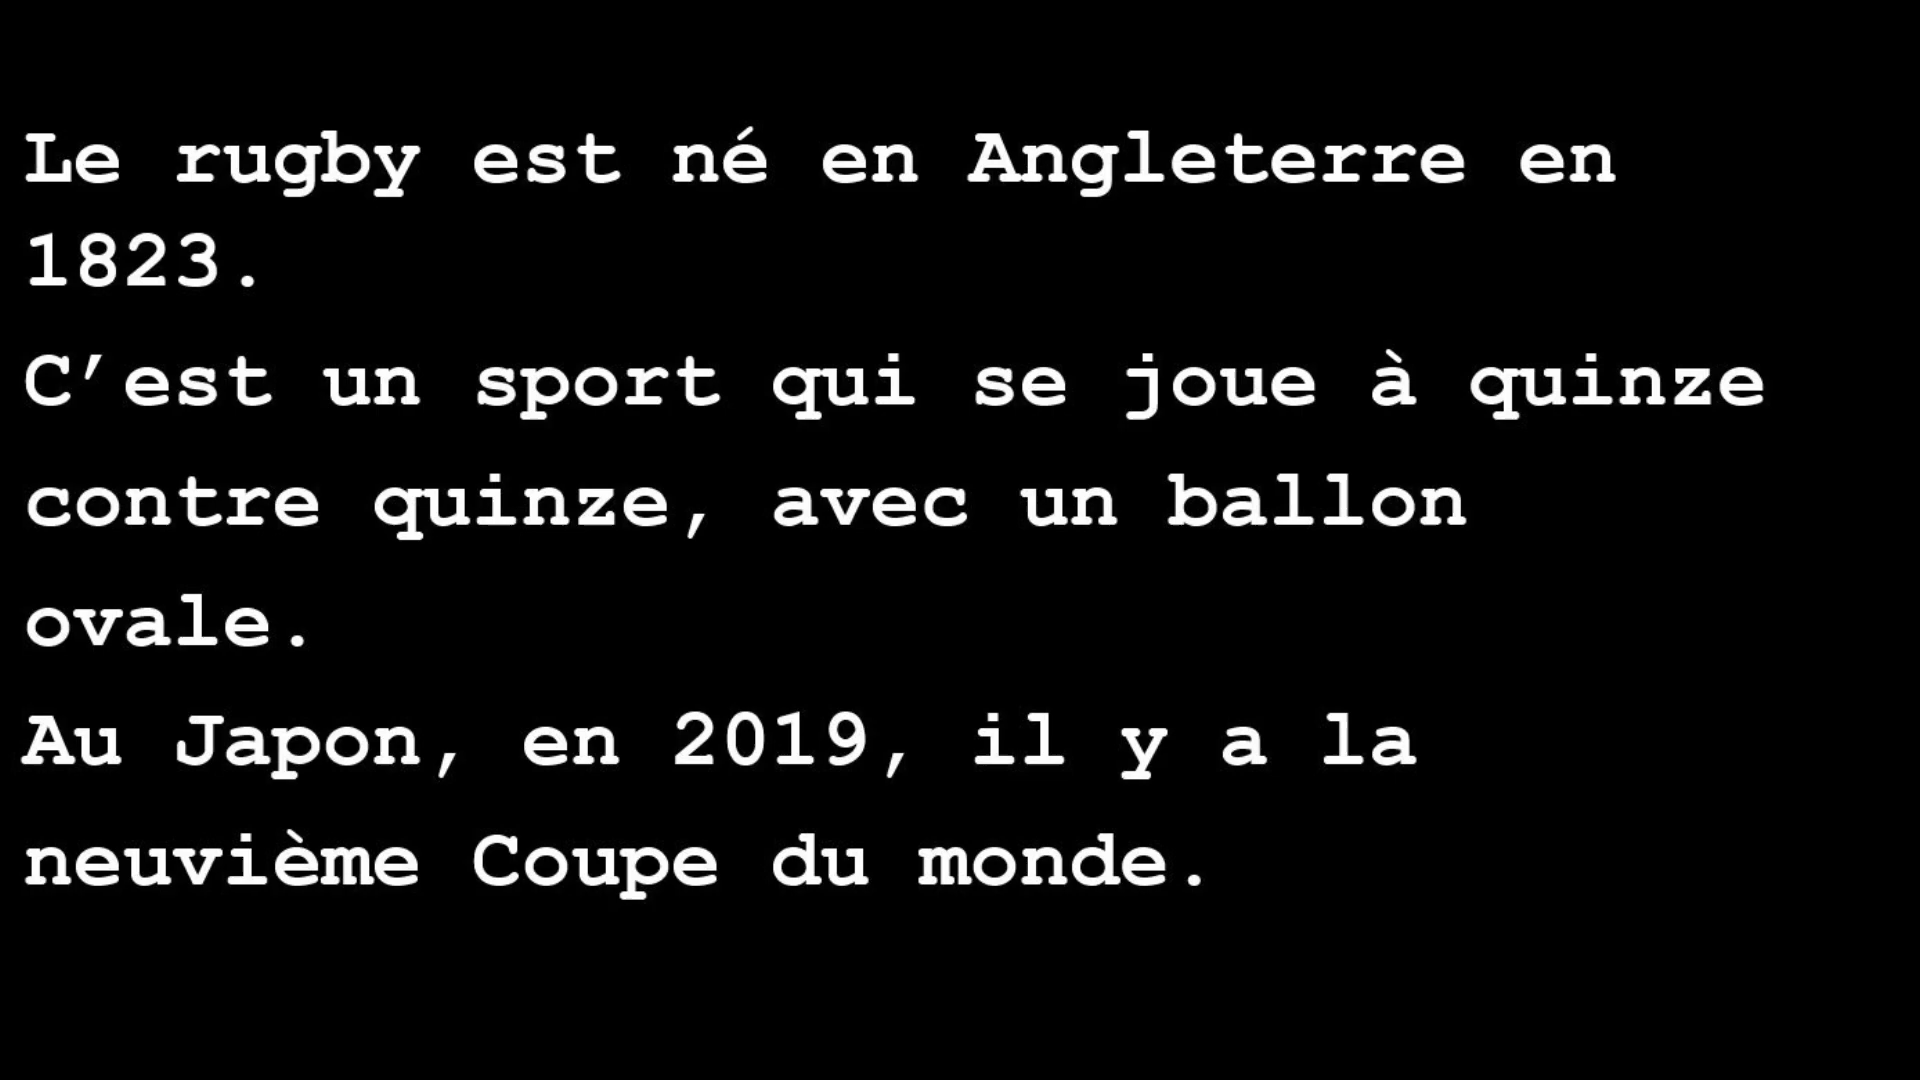 Le rugby est né en Angleterre en
1823.
C’est un sport qui se joue à quinze
contre quinze, avec un ballon
ovale.
Au Japon, en 2019, il y a la
neuvième Coupe du monde.